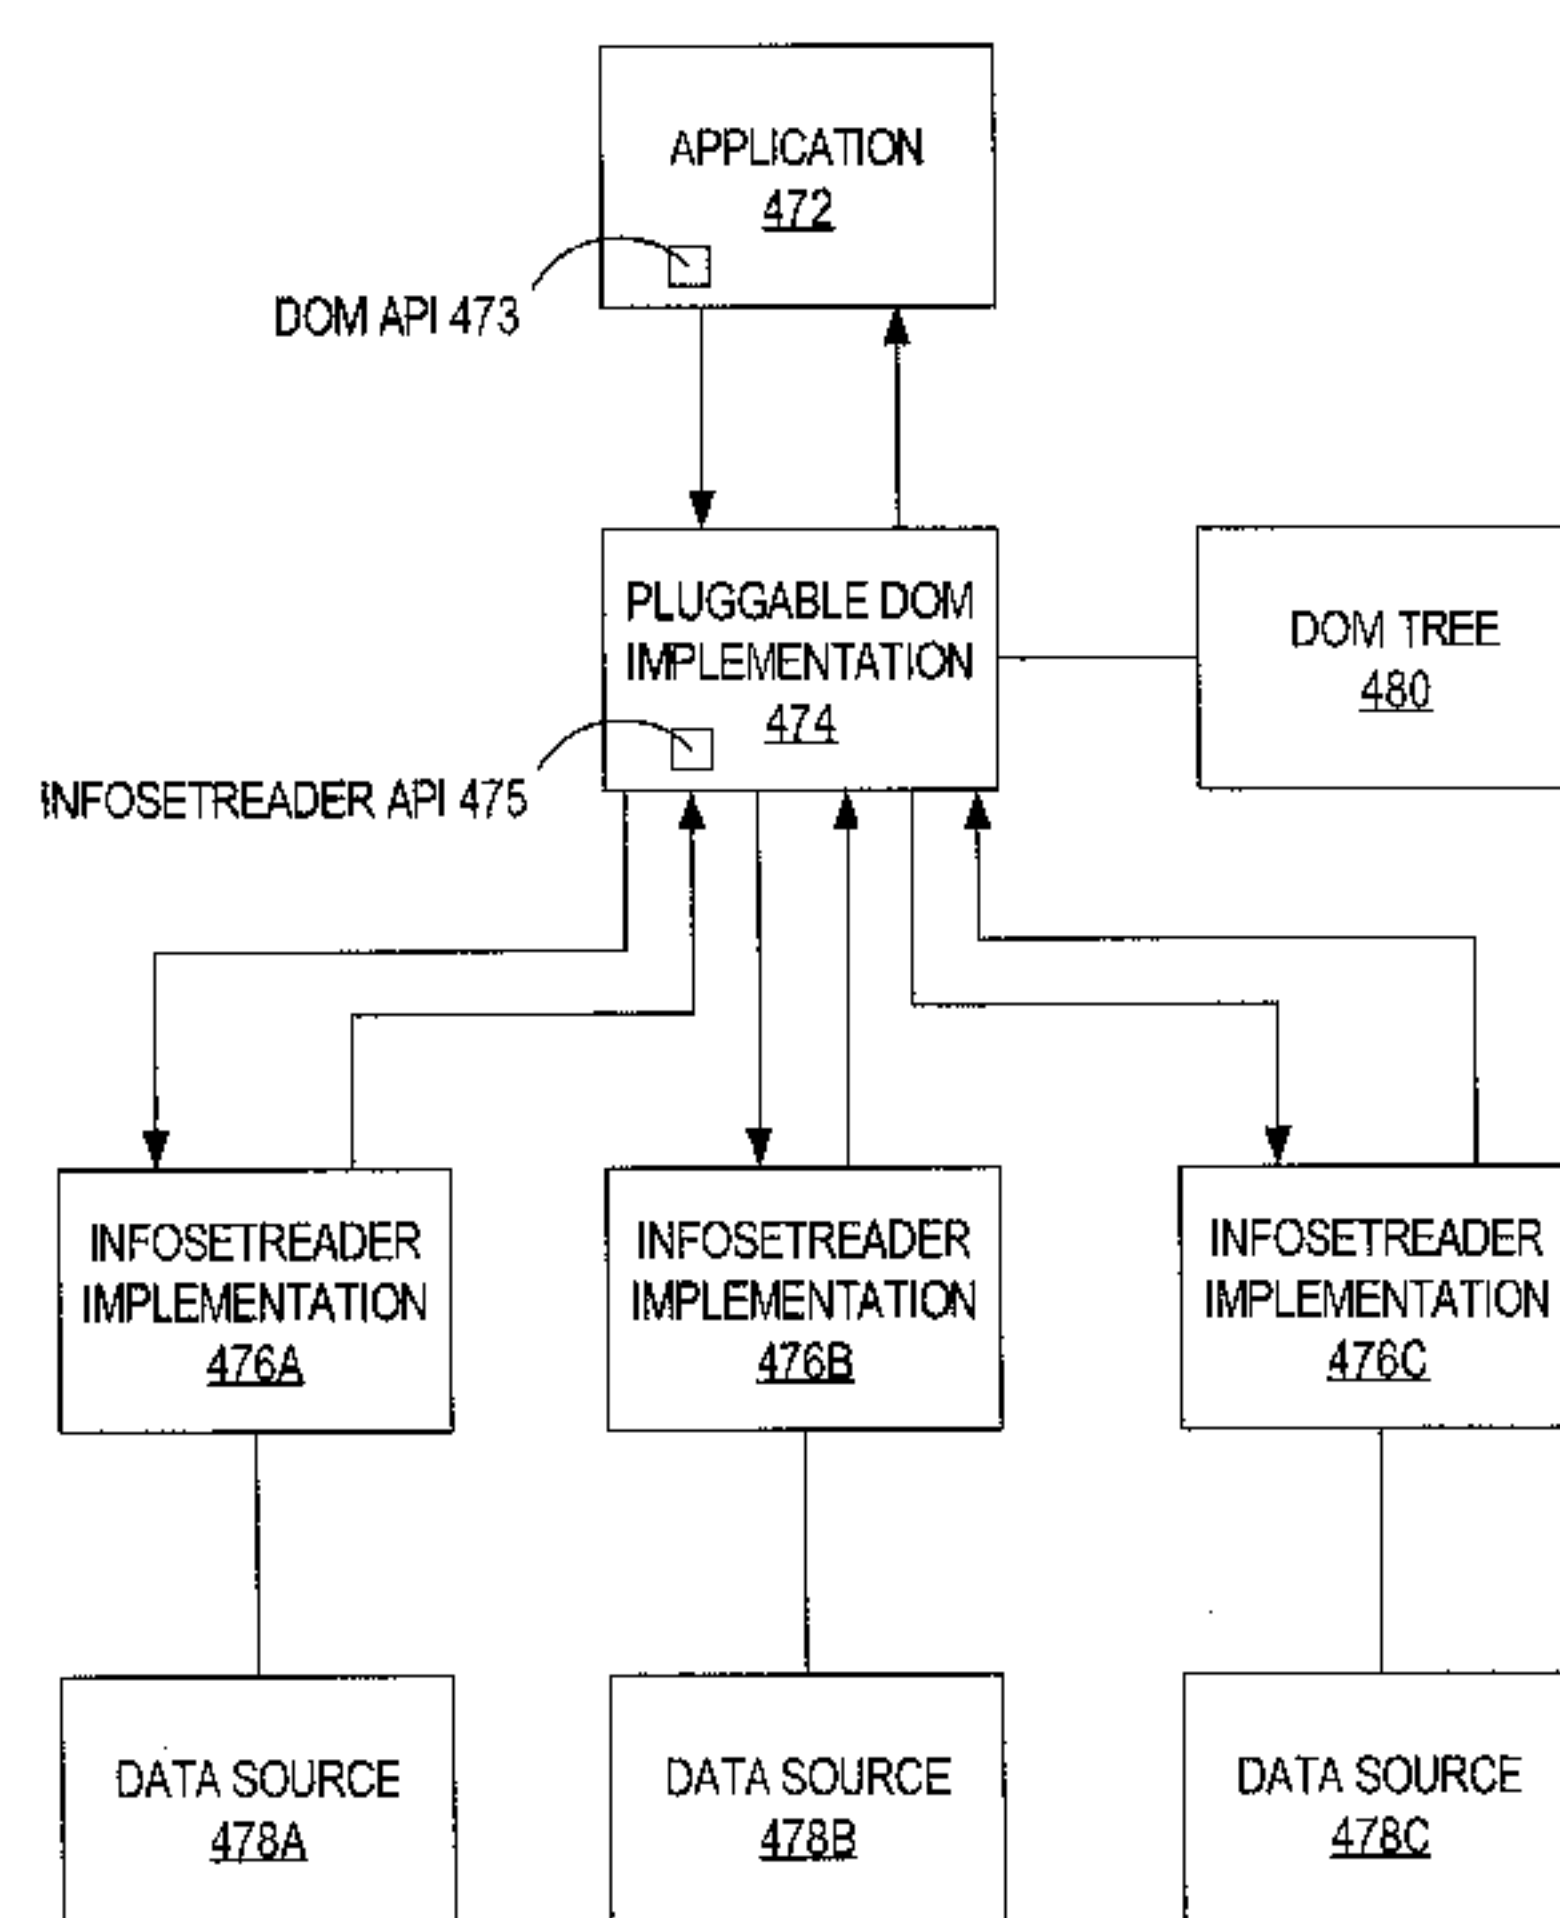 APPLICATION
472
DOM API 473
PLUGGABLE DOM
IMPLEMENTATION
474
DOM TREE
480
INFOSETREADER API 475
INFOSETREADER
IMPLEMENTATION
476A
INFOSETREADER
IMPLEMENTATION
476B
INFOSETREADER
IMPLEMENTATION
476C
DATA SOURCE
478A
DATA SOURCE
478B
DATA SOURCE
478C